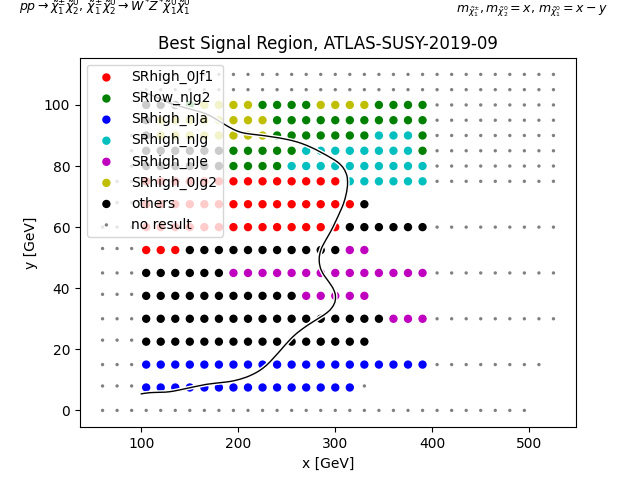 pp → χ̃₁±χ̃₂⁰, χ̃₁±χ̃₂⁰ → W*Z*χ̃₁⁰χ̃₁⁰
m_χ̃₁±, m_χ̃₂⁰ = x, m_χ̃₁⁰ = x − y
Best Signal Region, ATLAS-SUSY-2019-09
SRhigh_0Jf1
SRlow_nJg2
SRhigh_nJa
SRhigh_nJg
SRhigh_nJe
SRhigh_0Jg2
others
no result
100
80
60
40
20
0
y [GeV]
100 200 300 400 500
x [GeV]